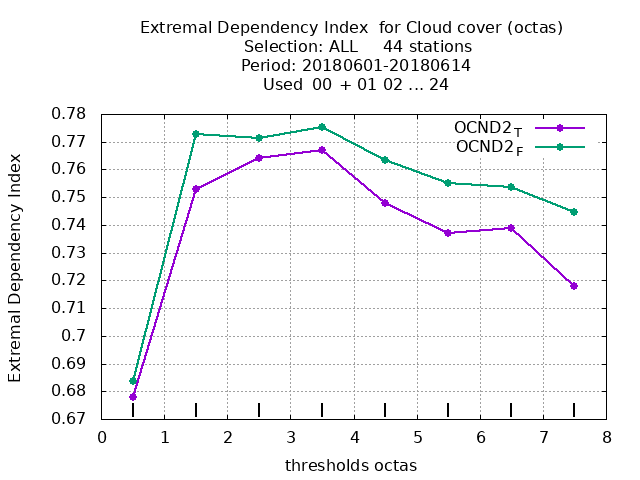 Extremal Dependency Index  for Cloud cover (octas)
Selection: ALL     44 stations
Period: 20180601-20180614
Used  00 + 01 02 ... 24
OCND2T
OCND2F
0.78
0.77
0.76
0.75
0.74
0.73
0.72
0.71
0.7
0.69
0.68
0.67
Extremal Dependency Index
0 1 2 3 4 5 6 7 8
thresholds octas